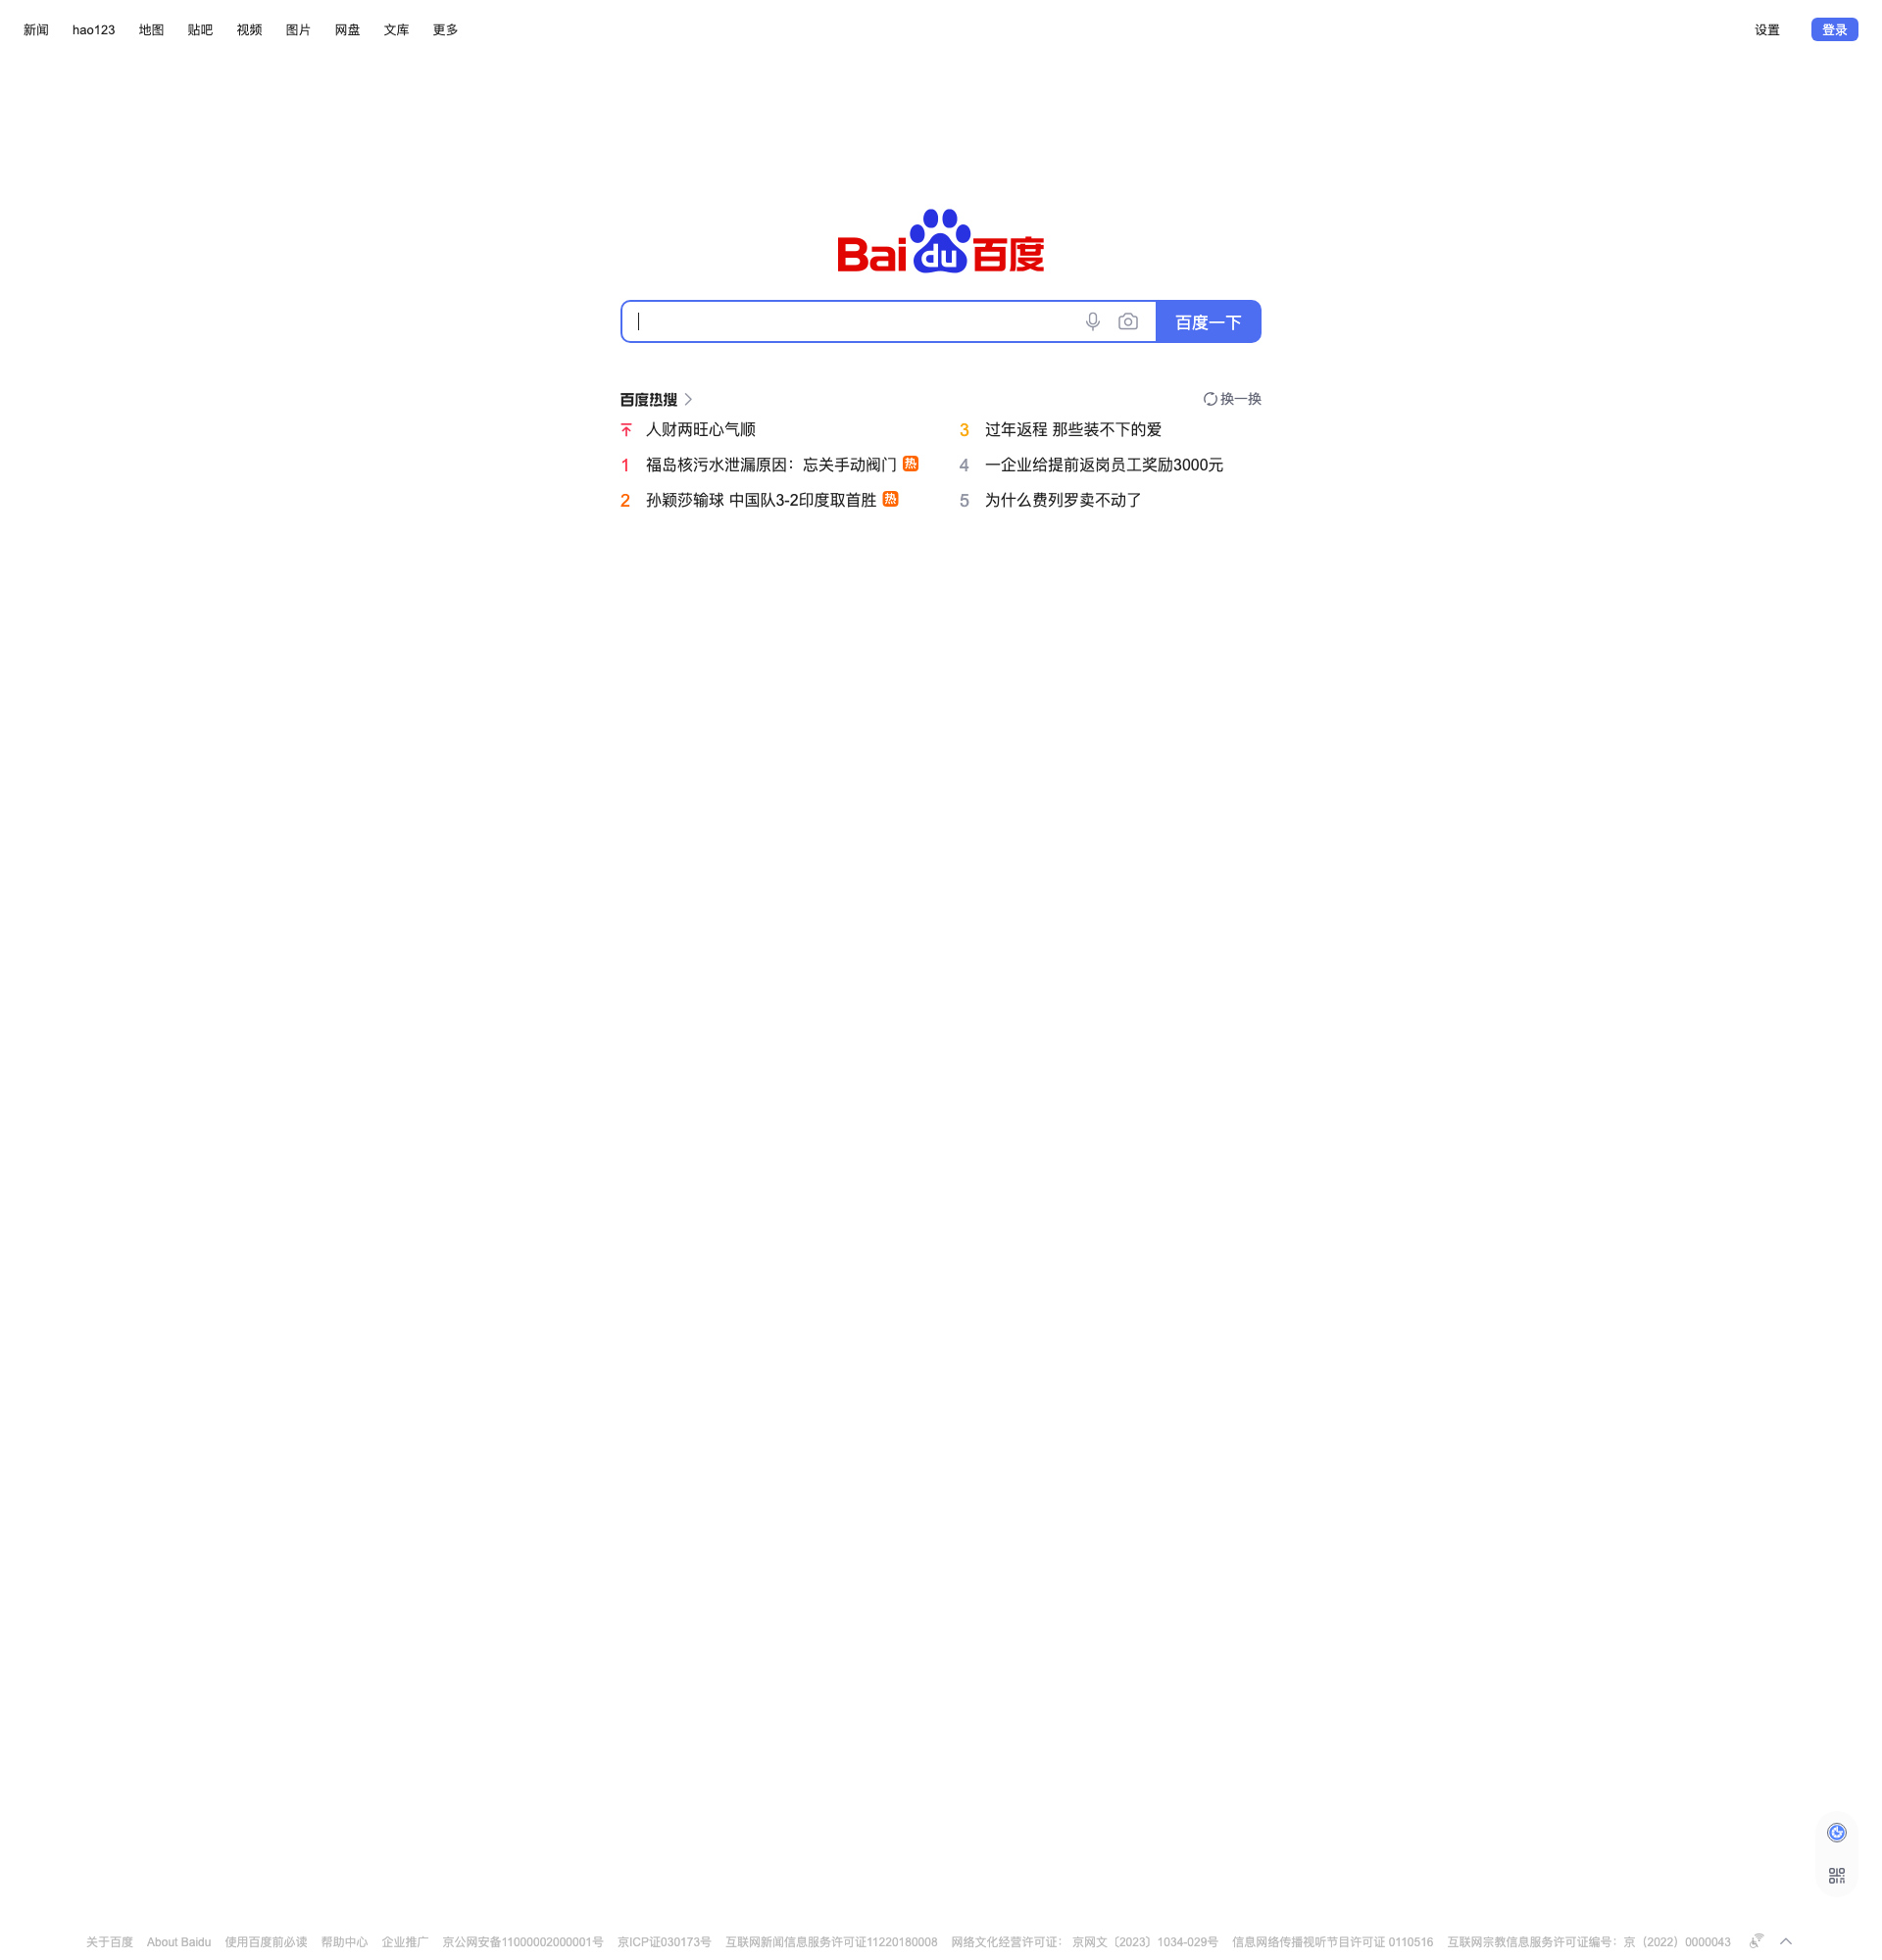 新闻 hao123 地图 贴吧 视频 图片 网盘 文库 更多 设置 登录
Bai du 百度
百度一下
百度热搜 换一换
人财两旺心气顺
1 福岛核污水泄漏原因：忘关手动阀门 热
2 孙颖莎输球 中国队3-2印度取首胜 热
3 过年返程 那些装不下的爱
4 一企业给提前返岗员工奖励3000元
5 为什么费列罗卖不动了
关于百度 About Baidu 使用百度前必读 帮助中心 企业推广 京公网安备11000002000001号 京ICP证030173号 互联网新闻信息服务许可证11220180008 网络文化经营许可证： 京网文〔2023〕1034-029号 信息网络传播视听节目许可证 0110516 互联网宗教信息服务许可证编号：京（2022）0000043